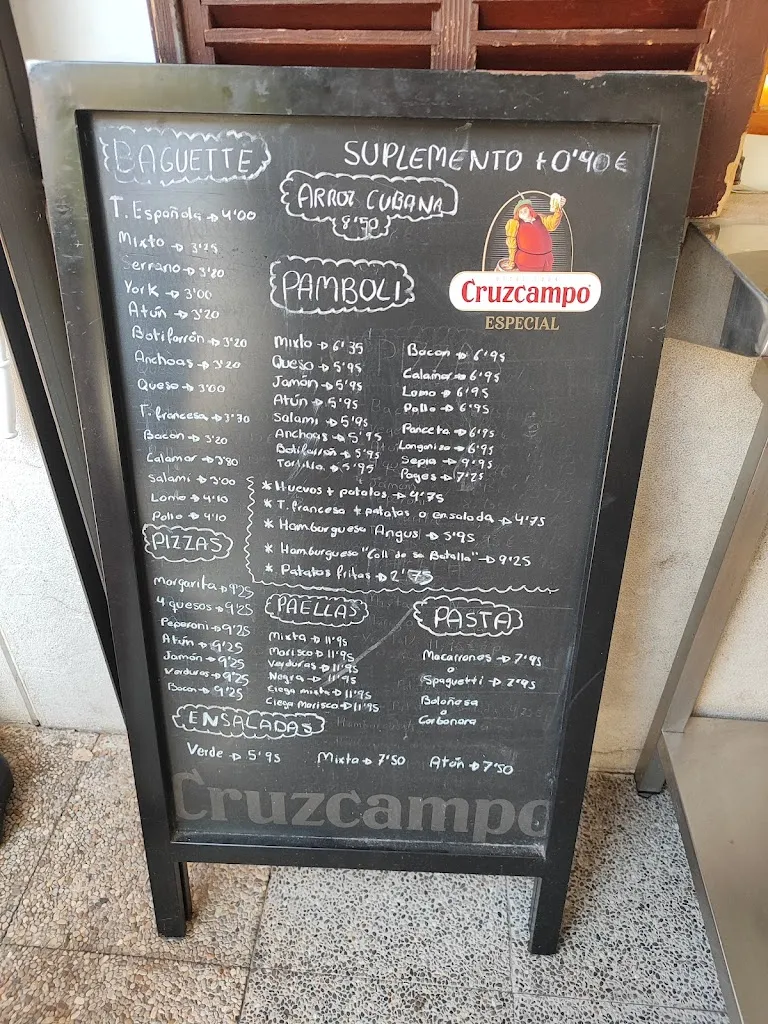 BAGUETTE
T. Española → 4'00
Mixto → 3'25
Serrano → 3'20
York → 3'00
Atún → 3'20
Botifarrón → 3'20
Anchoas → 3'20
Queso → 3'00
T. francesa → 3'70
Bacon → 3'20
Calamar → 3'80
Salami → 3'00
Lomo → 4'10
Pollo → 4'10
SUPLEMENTO + 0'90 €
ARROZ CUBANA
8'50
Cruzcampo
ESPECIAL
PAMBOLI
Mixto → 6'35
Queso → 5'95
Jamón → 5'95
Atún → 5'95
Salami → 5'95
Anchoas → 5'95
Botifarrón → 5'95
Tortilla → 5'95
Bacon → 6'95
Calamar → 6'95
Lomo → 6'95
Pollo → 6'95
Panceta → 6'95
Longaniza → 6'95
Sepia → 9'95
Pages → 7'25
* Huevos + patatas → 4'75
* T. francesa + patatas o ensalada → 4'75
* Hamburguesa Angus → 5'95
* Hamburguesa "Coll de sa Batalla" → 9'25
* Patatas fritas → 2'75
PIZZAS
Margarita → 9'25
4 quesos → 9'25
Peperoni → 9'25
Atún → 9'25
Jamón → 9'25
Verduras → 9'25
Bacon → 9'25
PAELLAS
Mixta → 11'95
Marisco → 11'95
Verduras → 11'95
Negra → 11'95
Ciega mixta → 11'95
Ciega Marisco → 11'95
PASTA
Macarrones → 7'95
o
Spaguetti → 7'95
Boloñesa
o
Carbonara
ENSALADAS
Verde → 5'95 Mixta → 7'50 Atún → 7'50
Cruzcampo